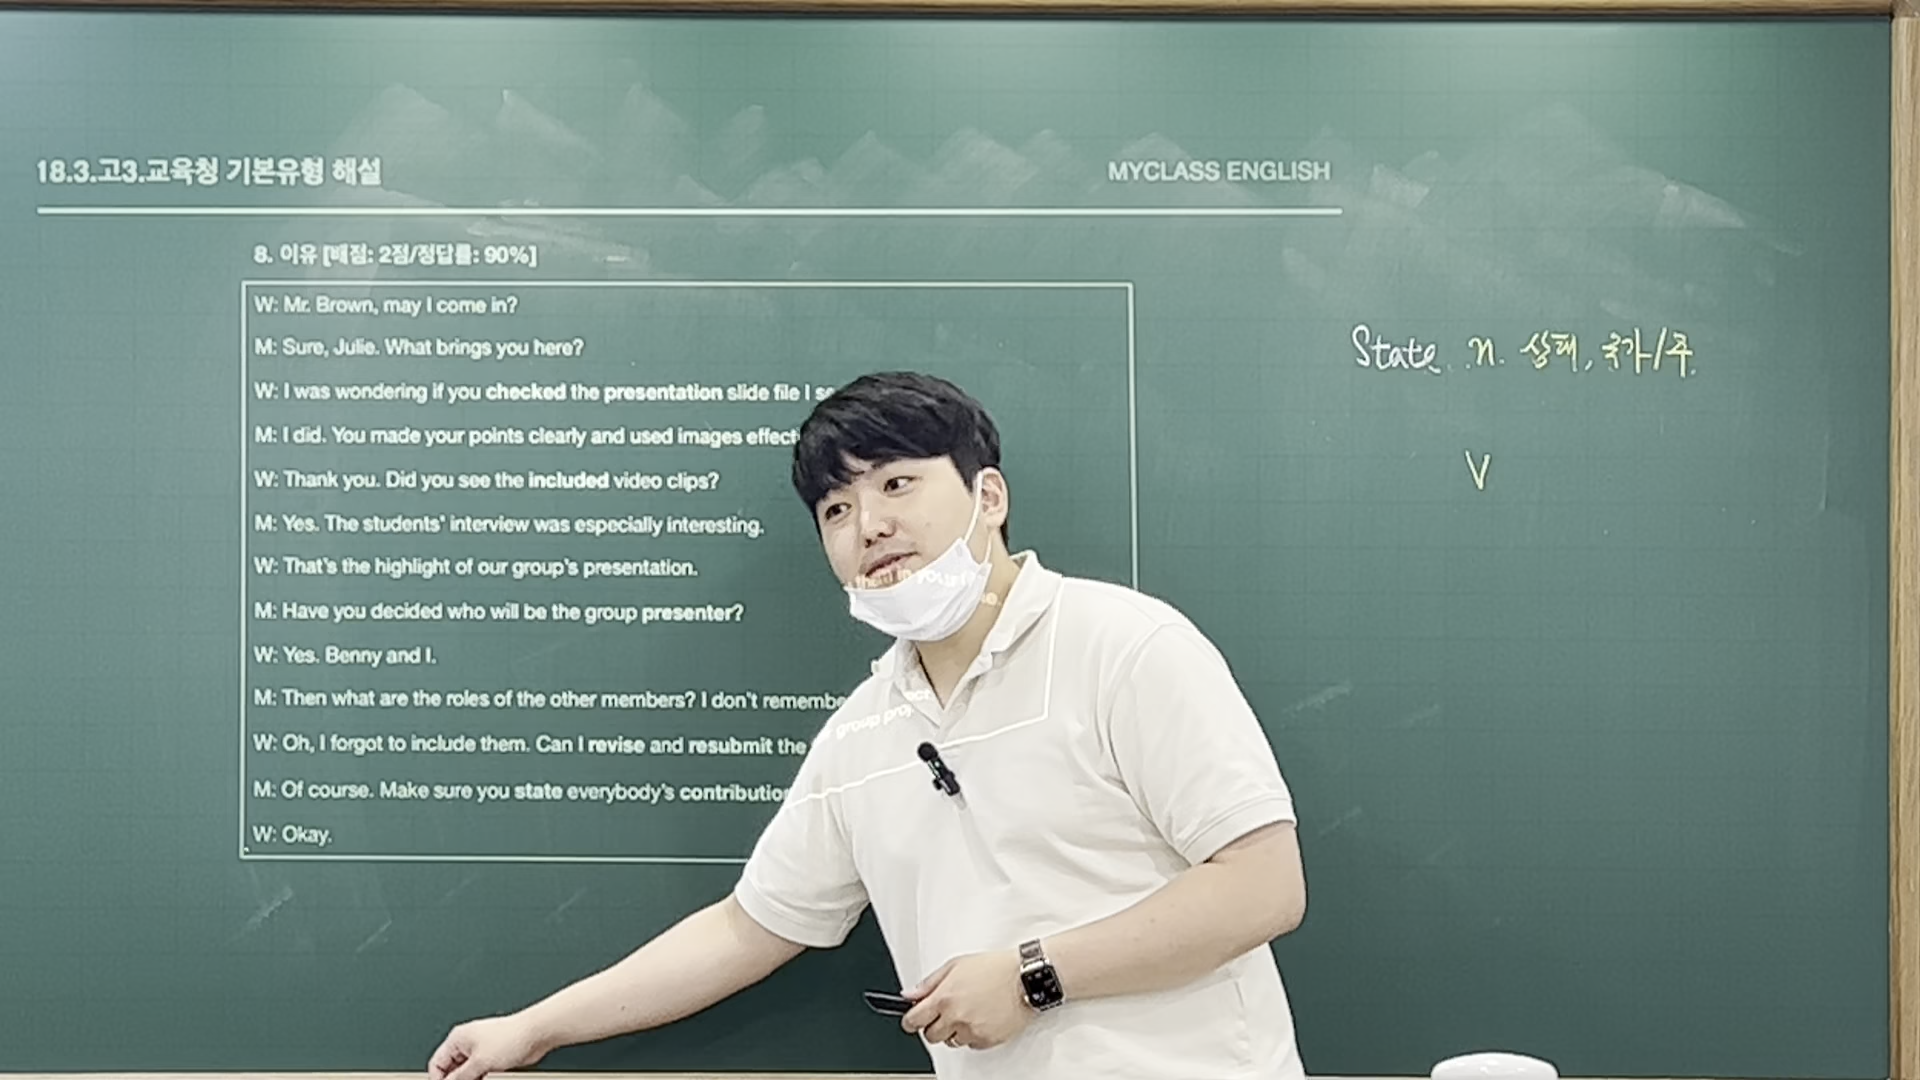 18.3.고3.교육청 기본유형 해설
MYCLASS ENGLISH
8. 이유 [배점: 2점/정답률: 90%]
W: Mr. Brown, may I come in?
M: Sure, Julie. What brings you here?
W: I was wondering if you checked the presentation slide file I
M: I did. You made your points clearly and used images
W: Thank you. Did you see the included video clips?
M: Yes. The students' interview was especially interesting.
W: That's the highlight of our group's presentation.
M: Have you decided who will be the group presenter?
W: Yes. Benny and I.
M: Then what are the roles of the other members? I don't
group
W: Oh, I forgot to include them. Can I revise and resubmit the
M: Of course. Make sure you state everybody's
W: Okay.
State. n. 상태, 국가/주.
V